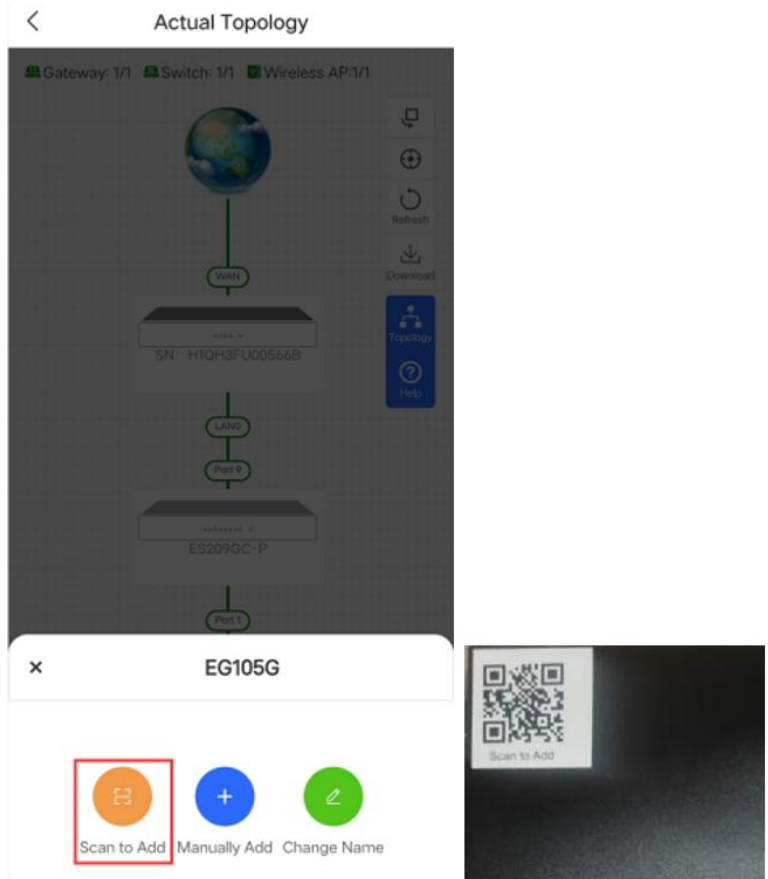 Actual Topology
Gateway: 1/1 Switch: 1/1 Wireless AP:1/1
Refresh
WAN
Download
Topology
SN: H1QH3FU00566B
Help
LAN0
Port 9
ES209GC-P
Port 1
EG105G
Scan to Add
Scan to Add Manually Add Change Name